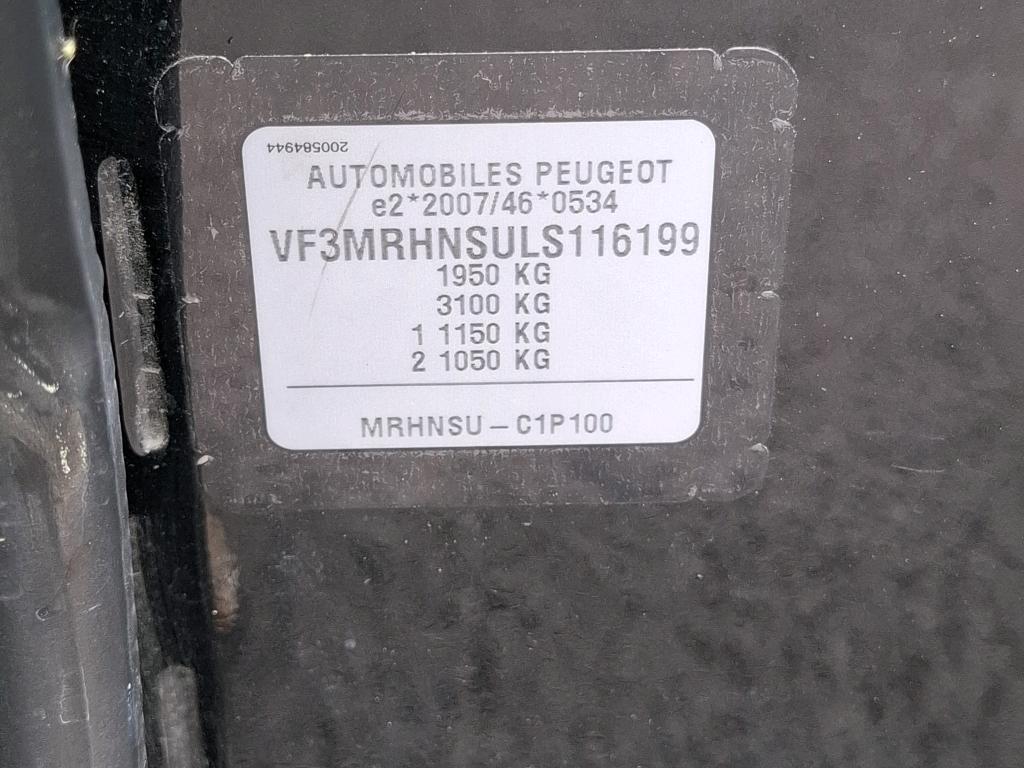 200584944
AUTOMOBILES PEUGEOT
e2*2007/46*0534
VF3MRHNSULS116199
1950 KG
3100 KG
1 1150 KG
2 1050 KG
MRHNSU – C1P100